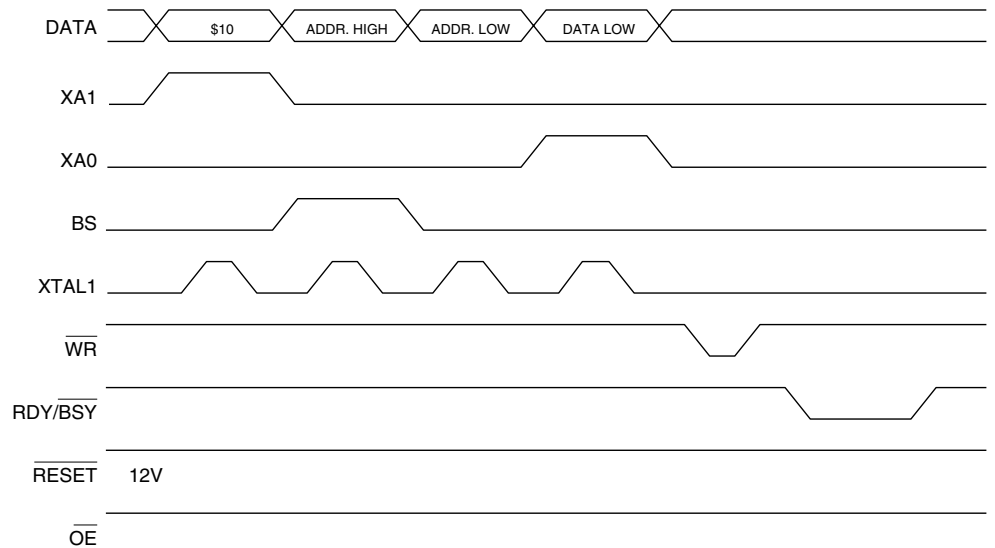 DATA $10 ADDR. HIGH ADDR. LOW DATA LOW
XA1
XA0
BS
XTAL1
WR
RDY/BSY
RESET 12V
OE